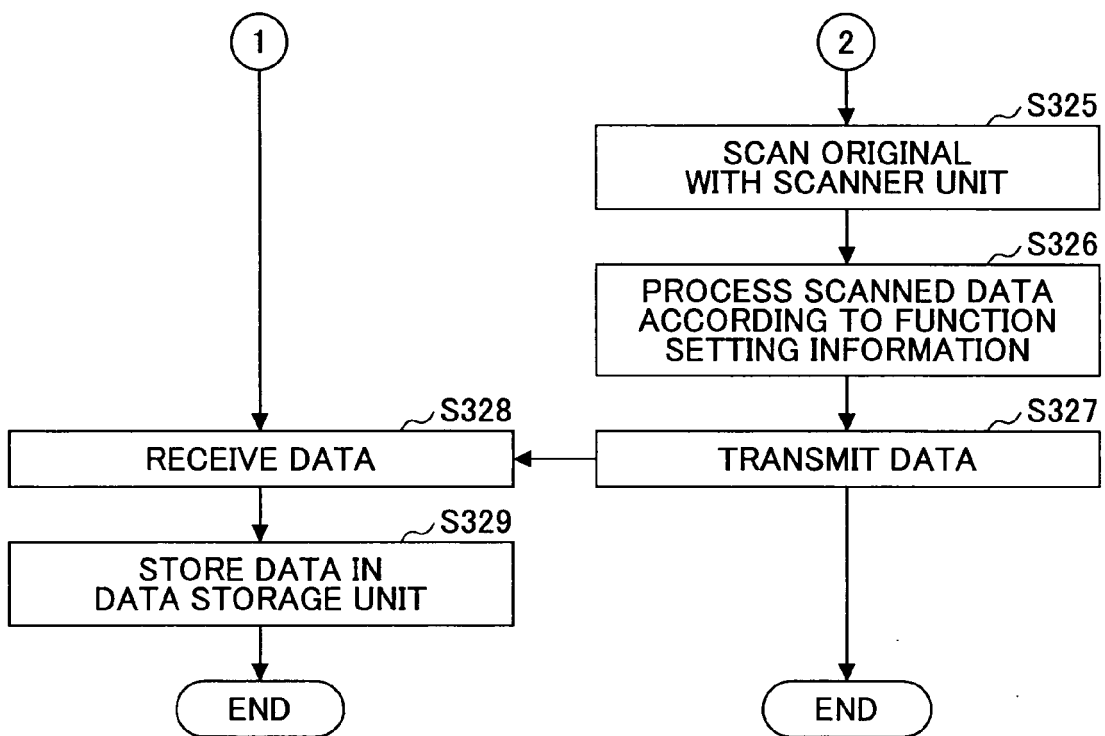 1
2
S325
SCAN ORIGINAL
WITH SCANNER UNIT
S326
PROCESS SCANNED DATA
ACCORDING TO FUNCTION
SETTING INFORMATION
S328
RECEIVE DATA
S327
TRANSMIT DATA
S329
STORE DATA IN
DATA STORAGE UNIT
END
END